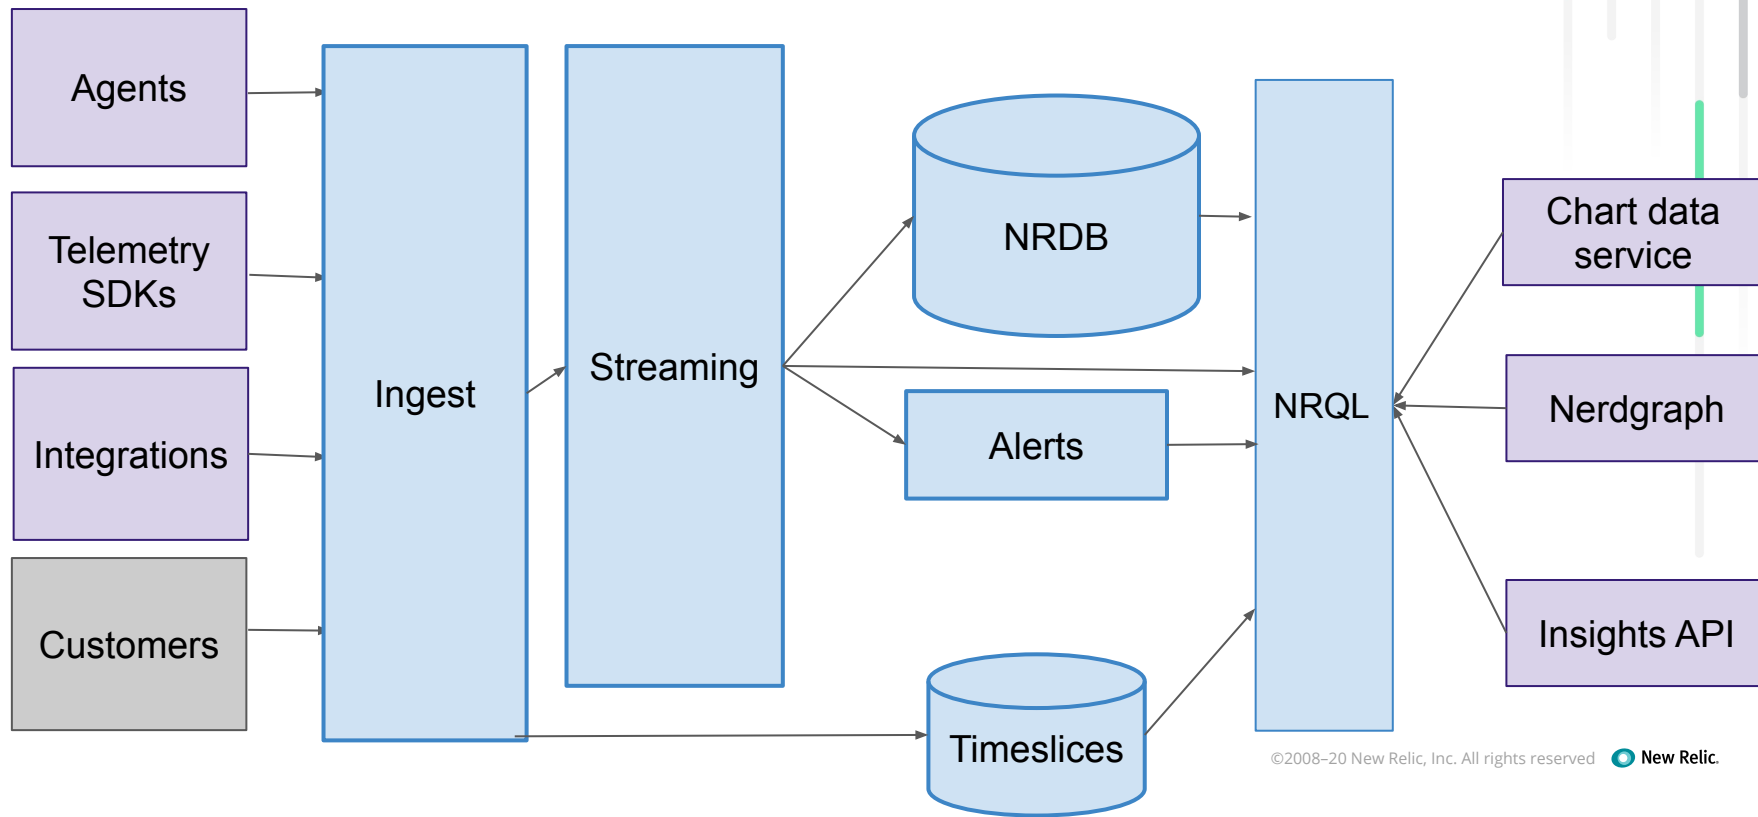 Agents
Telemetry
SDKs
Integrations
Customers
Ingest
Streaming
NRDB
Alerts
Timeslices
NRQL
Chart data
service
Nerdgraph
Insights API
©2008–20 New Relic, Inc. All rights reserved
New Relic.